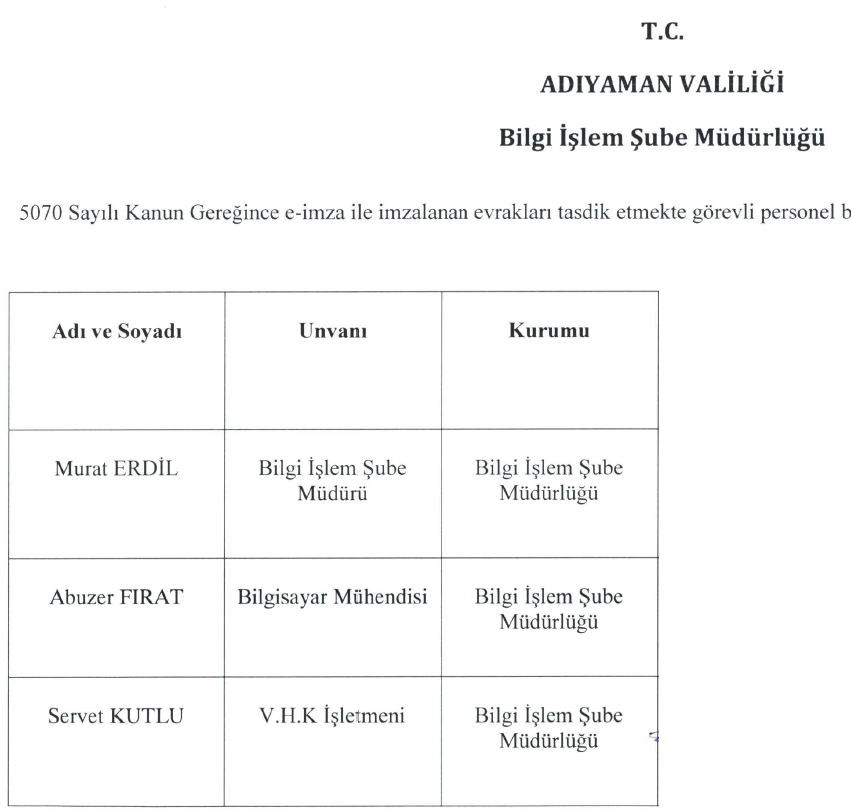 T.C.
ADIYAMAN VALİLİĞİ
Bilgi İşlem Şube Müdürlüğü
5070 Sayılı Kanun Gereğince e-imza ile imzalanan evrakları tasdik etmekte görevli personel b
Adı ve Soyadı Unvanı Kurumu
Murat ERDİL Bilgi İşlem Şube Bilgi İşlem Şube
Müdürü Müdürlüğü
Abuzer FIRAT Bilgisayar Mühendisi Bilgi İşlem Şube
Müdürlüğü
Servet KUTLU V.H.K İşletmeni Bilgi İşlem Şube
Müdürlüğü